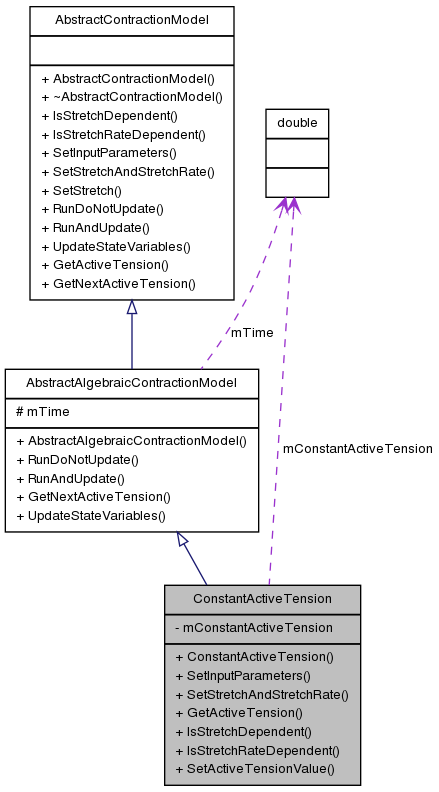 AbstractContractionModel
+ AbstractContractionModel()
+ ~AbstractContractionModel()
+ IsStretchDependent()
+ IsStretchRateDependent()
+ SetInputParameters()
+ SetStretchAndStretchRate()
+ SetStretch()
+ RunDoNotUpdate()
+ RunAndUpdate()
+ UpdateStateVariables()
+ GetActiveTension()
+ GetNextActiveTension()
double
mTime
AbstractAlgebraicContractionModel
# mTime
+ AbstractAlgebraicContractionModel()
+ RunDoNotUpdate()
+ RunAndUpdate()
+ GetNextActiveTension()
+ UpdateStateVariables()
mConstantActiveTension
ConstantActiveTension
- mConstantActiveTension
+ ConstantActiveTension()
+ SetInputParameters()
+ SetStretchAndStretchRate()
+ GetActiveTension()
+ IsStretchDependent()
+ IsStretchRateDependent()
+ SetActiveTensionValue()